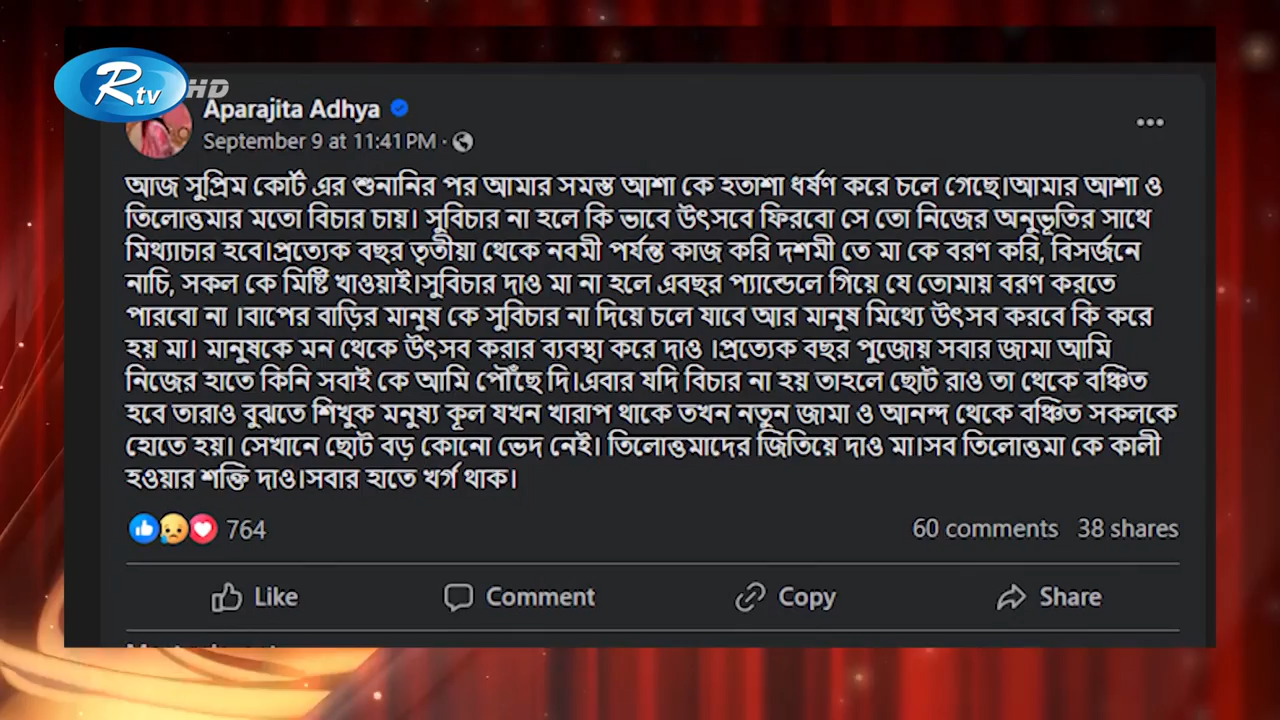 Rtv HD
Aparajita Adhya
September 9 at 11:41 PM ·
আজ সুপ্রিম কোর্ট এর শুনানির পর আমার সমস্ত আশা কে হতাশা ধর্ষণ করে চলে গেছে।আমার আশা ও
তিলোত্তমার মতো বিচার চায়। সুবিচার না হলে কি ভাবে উৎসবে ফিরবো সে তো নিজের অনুভূতির সাথে
মিথ্যাচার হবে।প্রত্যেক বছর তৃতীয়া থেকে নবমী পর্যন্ত কাজ করি দশমী তে মা কে বরণ করি, বিসর্জনে
নাচি, সকল কে মিষ্টি খাওয়াই।সুবিচার দাও মা না হলে এবছর প্যান্ডেলে গিয়ে যে তোমায় বরণ করতে
পারবো না ।বাপের বাড়ির মানুষ কে সুবিচার না দিয়ে চলে যাবে আর মানুষ মিথ্যে উৎসব করবে কি করে
হয় মা। মানুষকে মন থেকে উৎসব করার ব্যবস্থা করে দাও ।প্রত্যেক বছর পুজোয় সবার জামা আমি
নিজের হাতে কিনি সবাই কে আমি পৌঁছে দি।এবার যদি বিচার না হয় তাহলে ছোট রাও তা থেকে বঞ্চিত
হবে তারাও বুঝতে শিখুক মনুষ্য কূল যখন খারাপ থাকে তখন নতূন জামা ও আনন্দ থেকে বঞ্চিত সকলকে
হোতে হয়। সেখানে ছোট বড় কোনো ভেদ নেই। তিলোত্তমাদের জিতিয়ে দাও মা।সব তিলোত্তমা কে কালী
হওয়ার শক্তি দাও।সবার হাতে খর্গ থাক।
764 60 comments 38 shares
Like Comment Copy Share